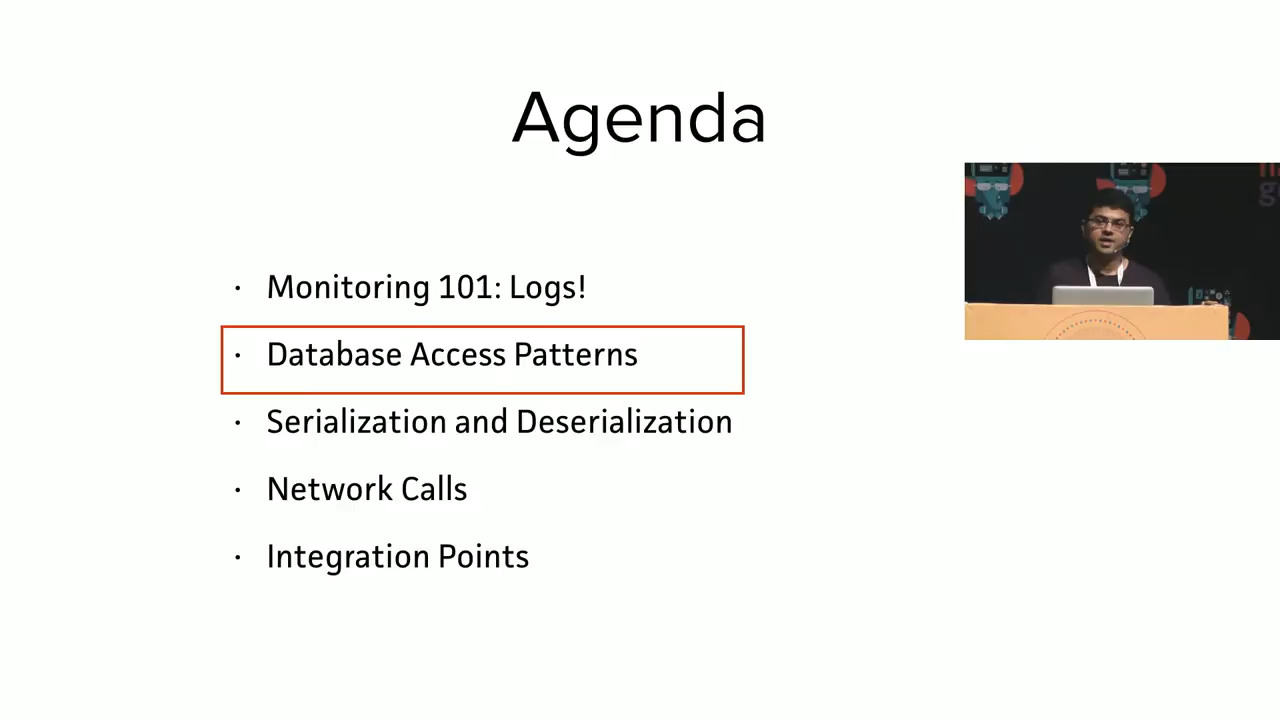 Agenda
· Monitoring 101: Logs!
· Database Access Patterns
· Serialization and Deserialization
· Network Calls
· Integration Points